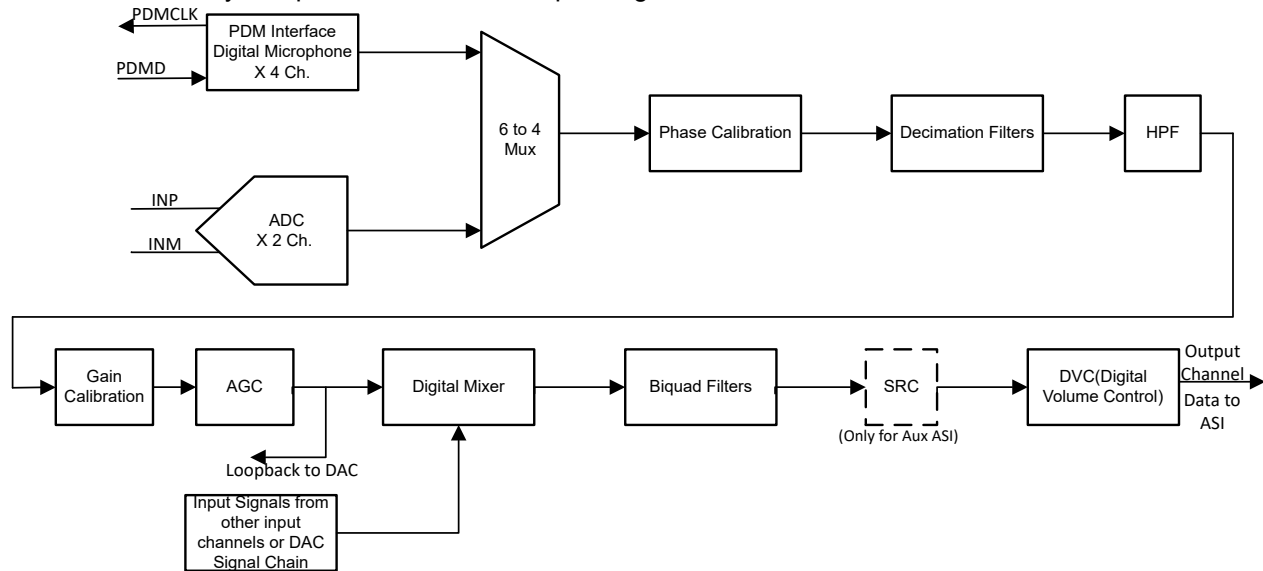 PDMCLK
PDM Interface
Digital Microphone
X 4 Ch.
PDMD
6 to 4
Mux
Phase Calibration
Decimation Filters
HPF
INP
ADC
X 2 Ch.
INM
Gain
Calibration
AGC
Digital Mixer
Biquad Filters
SRC
(Only for Aux ASI)
DVC(Digital
Volume Control)
Output
Channel
Data to
ASI
Loopback to DAC
Input Signals from
other input
channels or DAC
Signal Chain